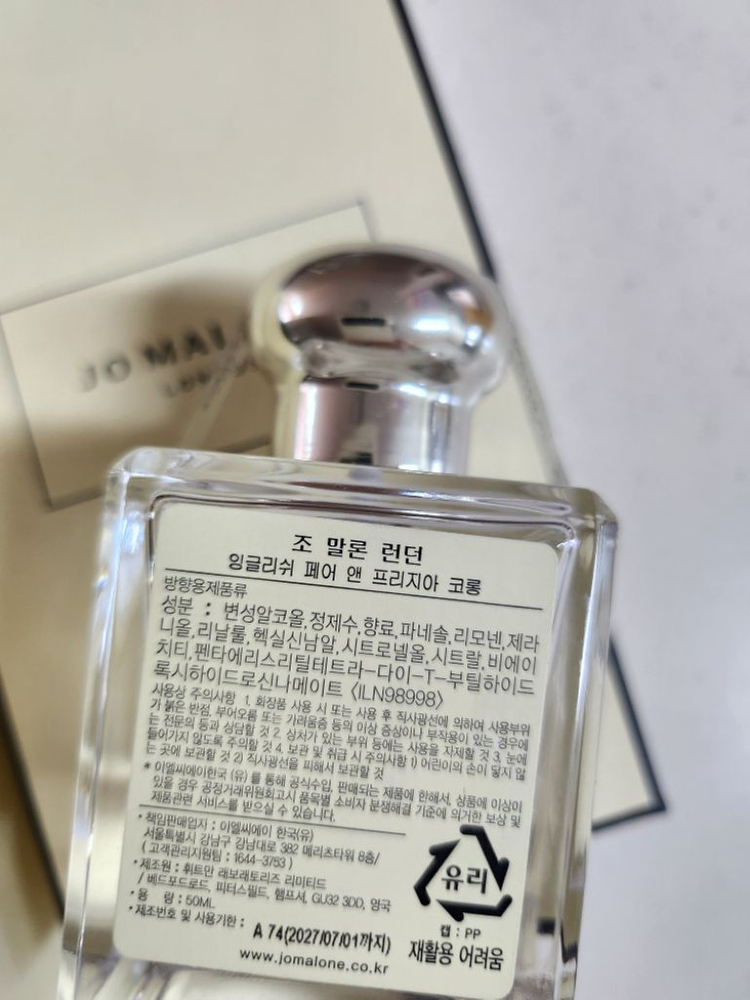 JO MALO
LONDON
조 말론 런던
잉글리쉬 페어 앤 프리지아 코롱
방향용제품류
성분 : 변성알코올,정제수,향료,파네솔,리모넨,제라
니올,리날룰,헥실신남알,시트로넬올,시트랄,비에이
치티,펜타에리스리틸테트라-다이-T-부틸하이드
록시하이드로신나메이트 <ILN98998>
사용상 주의사항 1. 화장품 사용 시 또는 사용 후 직사광선에 의하여 사용부위
가 붉은 반점, 부어오름 또는 가려움증 등의 이상 증상이나 부작용이 있는 경우에
는 전문의 등과 상담할 것 2. 상처가 있는 부위 등에는 사용을 자제할 것 3. 눈에
들어가지 않도록 주의할 것 4. 보관 및 취급 시 주의사항 1) 어린이의 손이 닿지 않
는 곳에 보관할 것 2) 직사광선을 피해서 보관할 것
* 이엘씨에이한국 (유) 를 통해 공식수입, 판매되는 제품에 한해서, 상품에 이상이
있을 경우 공정거래위원회고시 품목별 소비자 분쟁해결 기준에 의거한 보상 및
제품관련 서비스를 받으실 수 있습니다.
• 책임판매업자 : 이엘씨에이 한국(유)
서울특별시 강남구 강남대로 382 메리츠타워 8층/
( 고객관리지원팀 : 1644-3753 )
• 제조원 : 휘트만 래보래토리즈 리미티드
/ 베드포드로드, 피터스필드, 햄프셔, GU32 3DD, 영국
• 용 량 : 50ML
• 제조번호 및 사용기한 : A 74(2027/07/01까지)
www.jomalone.co.kr
유리
캡 : PP
재활용 어려움